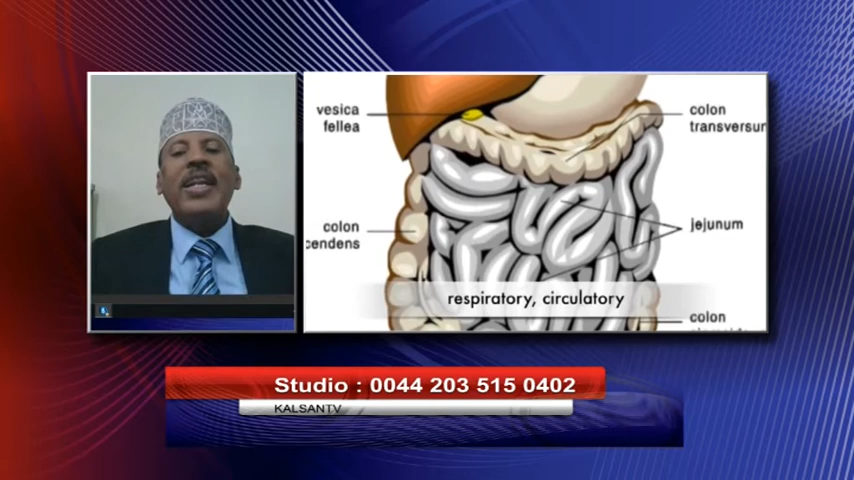 vesica
fellea
colon
transversum
jejunum
colon
cendens
respiratory, circulatory
colon
Studio : 0044 203 515 0402
KALSANTV